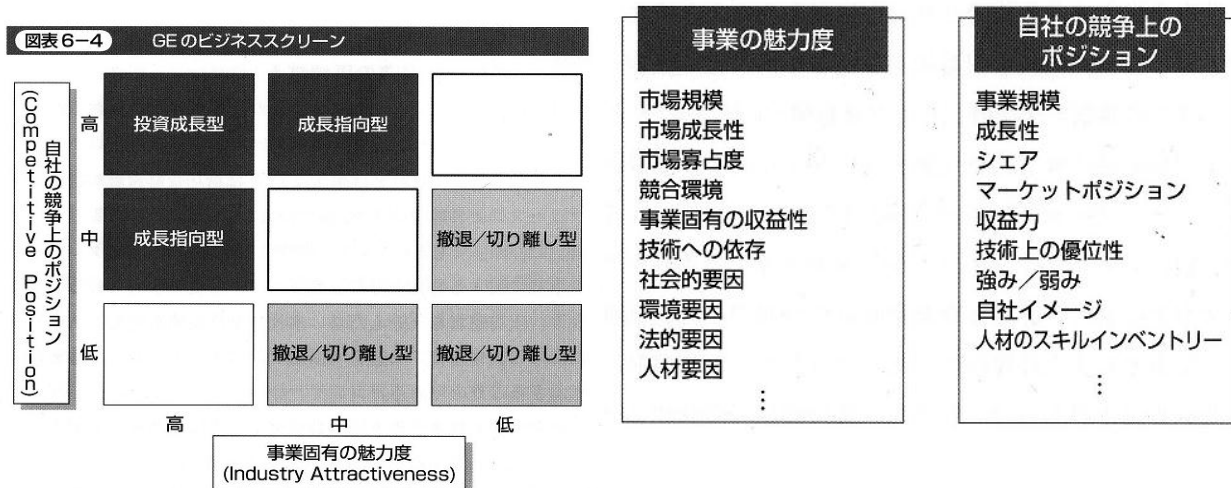 図表6−4 GEのビジネススクリーン
自社の競争上のポジション
(Competitive Position)
高 投資成長型 成長指向型
中 成長指向型 撤退／切り離し型
低 撤退／切り離し型 撤退／切り離し型
高 中 低
事業固有の魅力度
(Industry Attractiveness)
事業の魅力度
市場規模
市場成長性
市場寡占度
競合環境
事業固有の収益性
技術への依存
社会的要因
環境要因
法的要因
人材要因
⋮
自社の競争上の
ポジション
事業規模
成長性
シェア
マーケットポジション
収益力
技術上の優位性
強み／弱み
自社イメージ
人材のスキルインベントリー
⋮